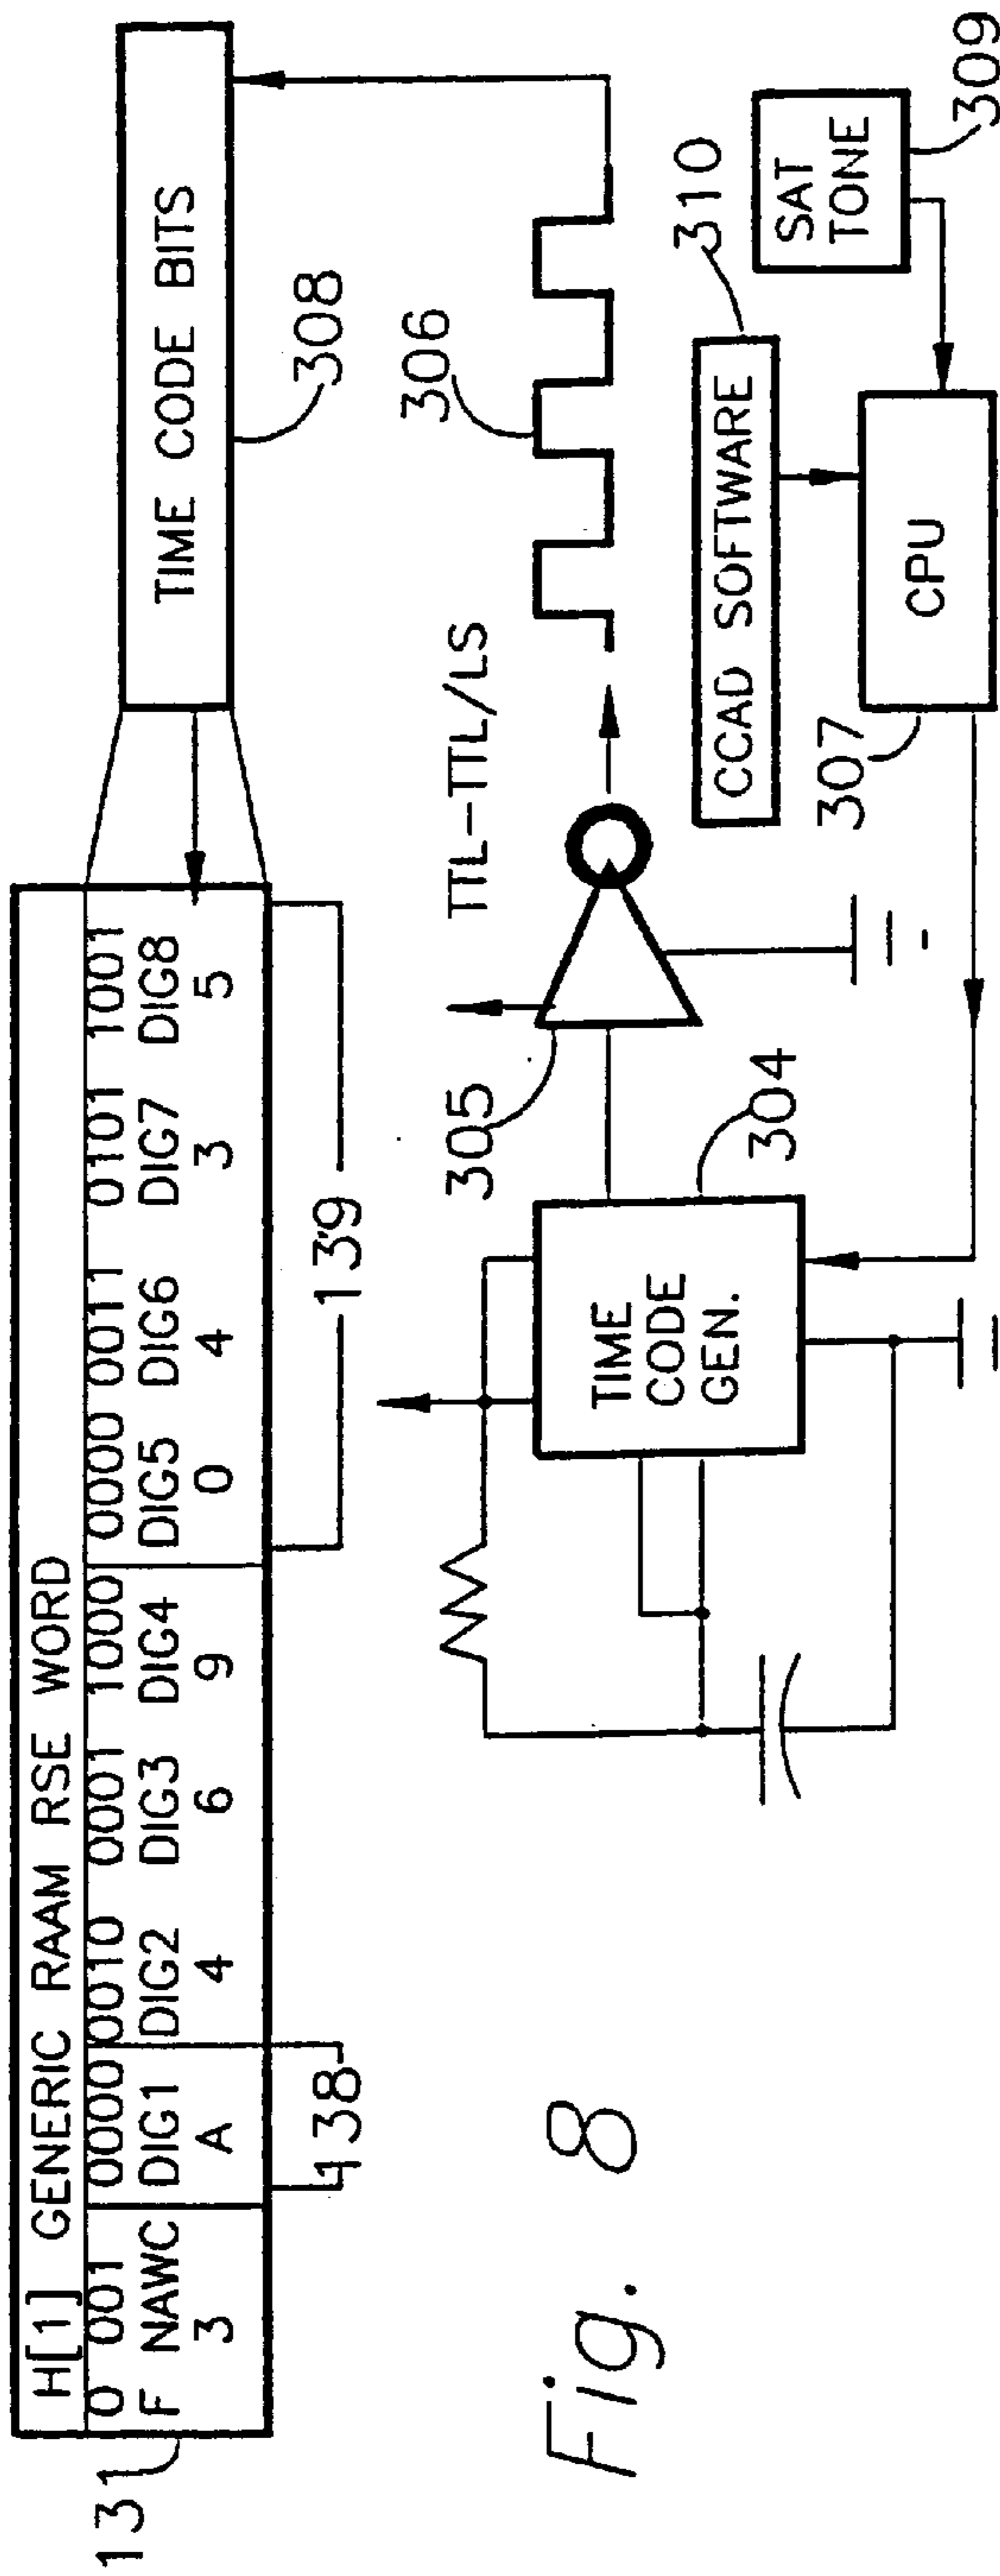 H[1] GENERIC RAAM RSE WORD
0 001 0000 0010 0001 1000 0000 0011 0101 1001
F NAWC DIG1 DIG2 DIG3 DIG4 DIG5 DIG6 DIG7 DIG8
3 A 4 6 9 0 4 3 5
131
138
139
TIME CODE BITS
308
TTL-TTL/LS
306
305
TIME
CODE
GEN.
304
CCAD SOFTWARE
310
SAT
TONE
309
CPU
307
Fig. 8